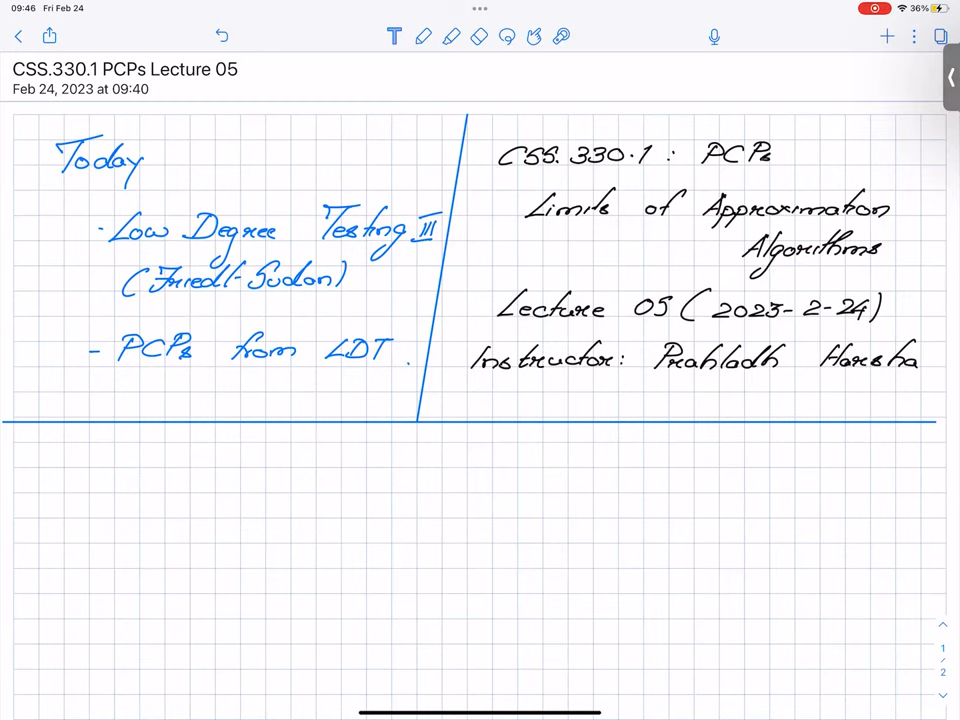 09:46 Fri Feb 24
36%
CSS.330.1 PCPs Lecture 05
Feb 24, 2023 at 09:40
Today
· Low Degree Testing III
(Friedl-Sudan)
- PCPs from LDT.
CSS.330.1 : PCPs
Limits of Approximation
Algorithms
Lecture 05 (2023-2-24)
Instructor: Prahladh Harsha
1
/
2